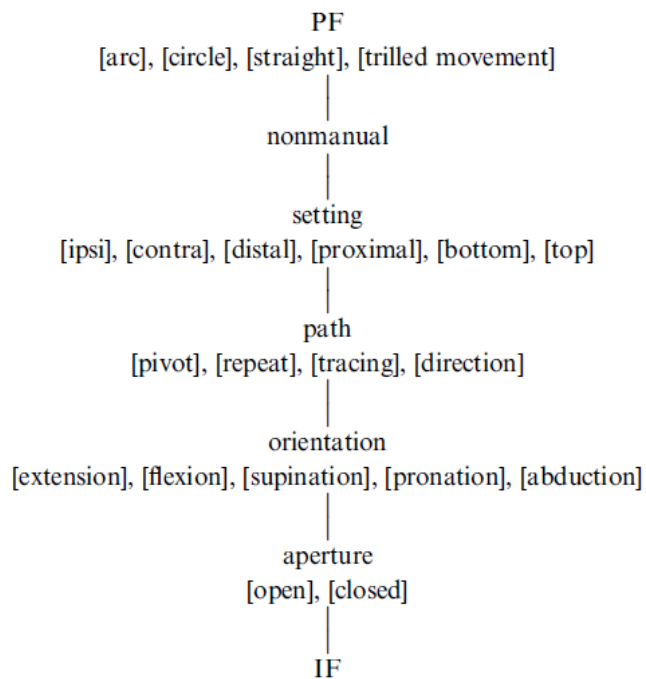 PF
[arc], [circle], [straight], [trilled movement]
nonmanual
setting
[ipsi], [contra], [distal], [proximal], [bottom], [top]
path
[pivot], [repeat], [tracing], [direction]
orientation
[extension], [flexion], [supination], [pronation], [abduction]
aperture
[open], [closed]
IF